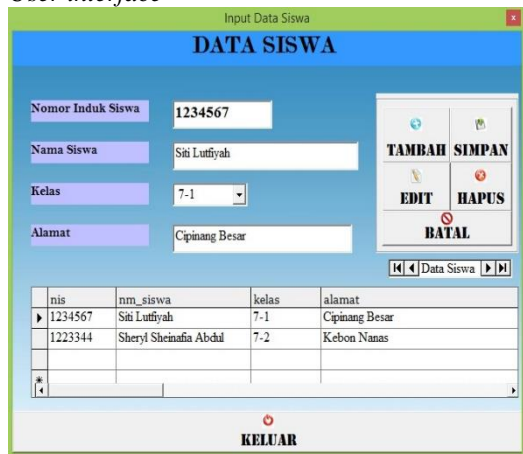 User interface
Input Data Siswa
x
DATA SISWA
Nomor Induk Siswa 1234567
Nama Siswa Siti Lutfiyah
Kelas 7-1
Alamat Cipinang Besar
TAMBAH SIMPAN
EDIT HAPUS
BATAL
Data Siswa
nis nm_siswa kelas alamat
1234567 Siti Lutfiyah 7-1 Cipinang Besar
1223344 Sheryl Sheinafia Abdul 7-2 Kebon Nanas
KELUAR